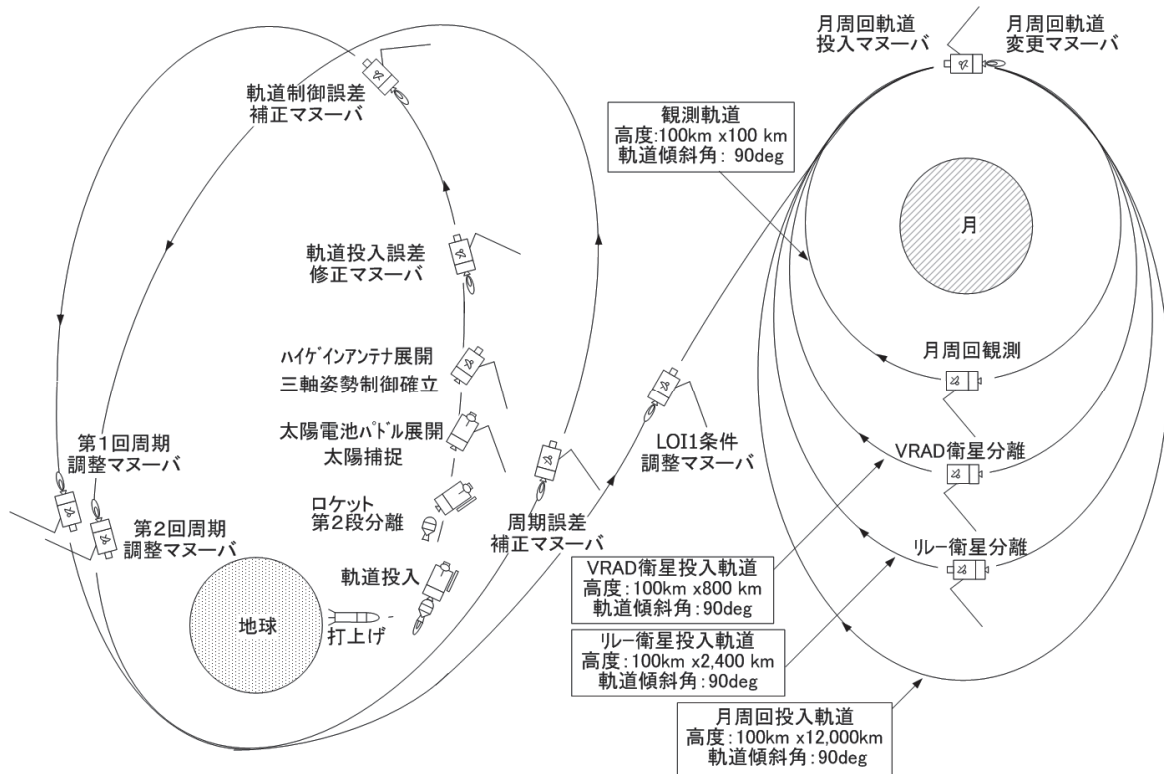 軌道制御誤差
補正マヌーバ
軌道投入誤差
修正マヌーバ
ﾊｲｹﾞｲﾝアンテナ展開
三軸姿勢制御確立
太陽電池ﾊﾟﾄﾞﾙ展開
太陽捕捉
ロケット
第2段分離
軌道投入
打上げ
地球
第1回周期
調整マヌーバ
第2回周期
調整マヌーバ
周期誤差
補正マヌーバ
LOI1条件
調整マヌーバ
月周回軌道
投入マヌーバ
月周回軌道
変更マヌーバ
観測軌道
高度:100km x100 km
軌道傾斜角: 90deg
月
月周回観測
VRAD衛星分離
ﾘﾚｰ衛星分離
VRAD衛星投入軌道
高度:100km x800 km
軌道傾斜角:90deg
ﾘﾚｰ衛星投入軌道
高度:100km x2,400 km
軌道傾斜角:90deg
月周回投入軌道
高度:100km x12,000km
軌道傾斜角:90deg